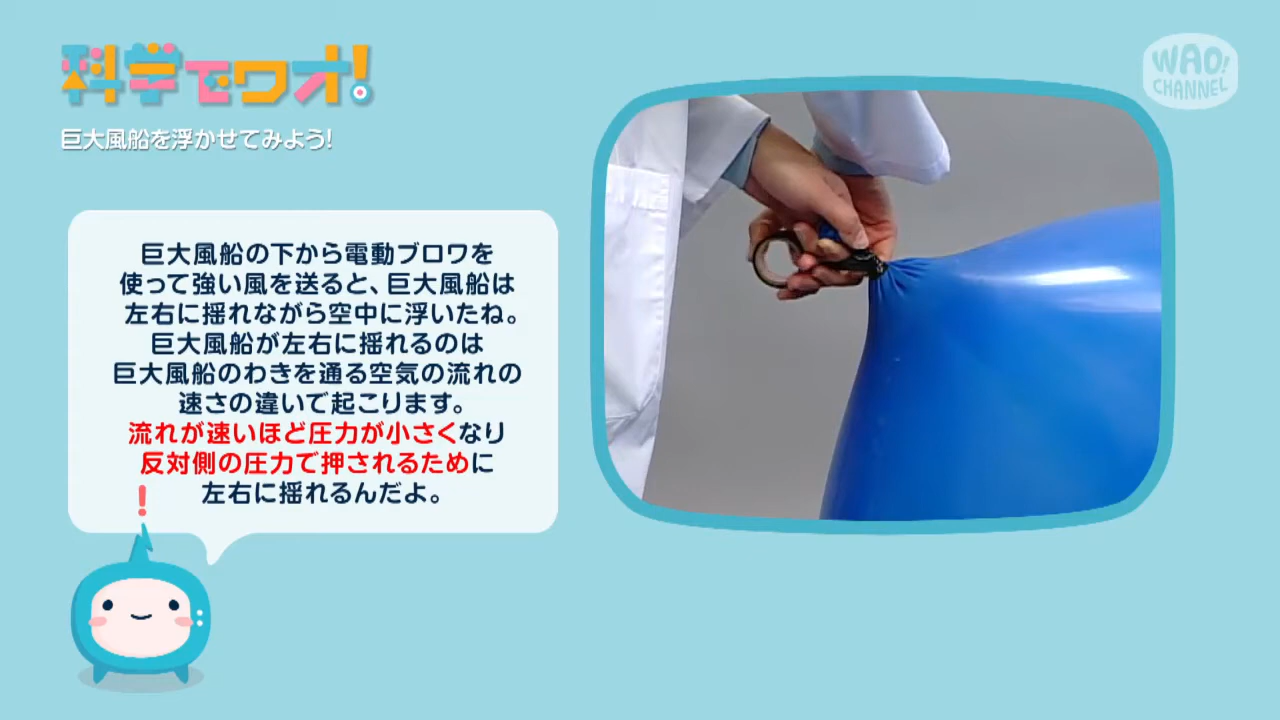 科学でワオ!
巨大風船を浮かせてみよう!
WAO!
CHANNEL
巨大風船の下から電動ブロワを
使って強い風を送ると、巨大風船は
左右に揺れながら空中に浮いたね。
巨大風船が左右に揺れるのは
巨大風船のわきを通る空気の流れの
速さの違いで起こります。
流れが速いほど圧力が小さくなり
反対側の圧力で押されるために
左右に揺れるんだよ。
!